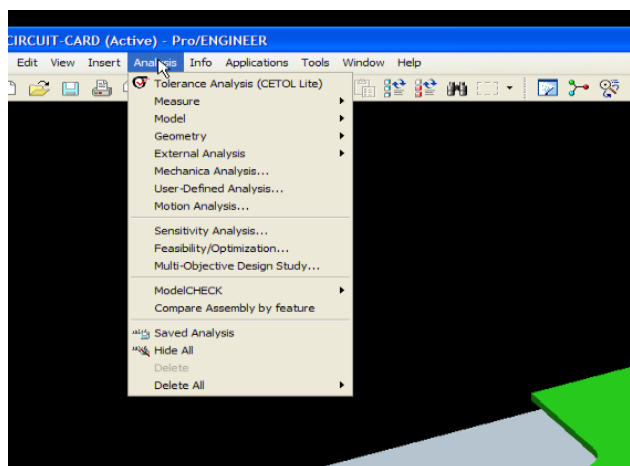 CIRCUIT-CARD (Active) - Pro/ENGINEER
Edit View Insert Analysis Info Applications Tools Window Help
Tolerance Analysis (CETOL Lite)
Measure
Model
Geometry
External Analysis
Mechanica Analysis...
User-Defined Analysis...
Motion Analysis...
Sensitivity Analysis...
Feasibility/Optimization...
Multi-Objective Design Study...
ModelCHECK
Compare Assembly by feature
Saved Analysis
Hide All
Delete
Delete All